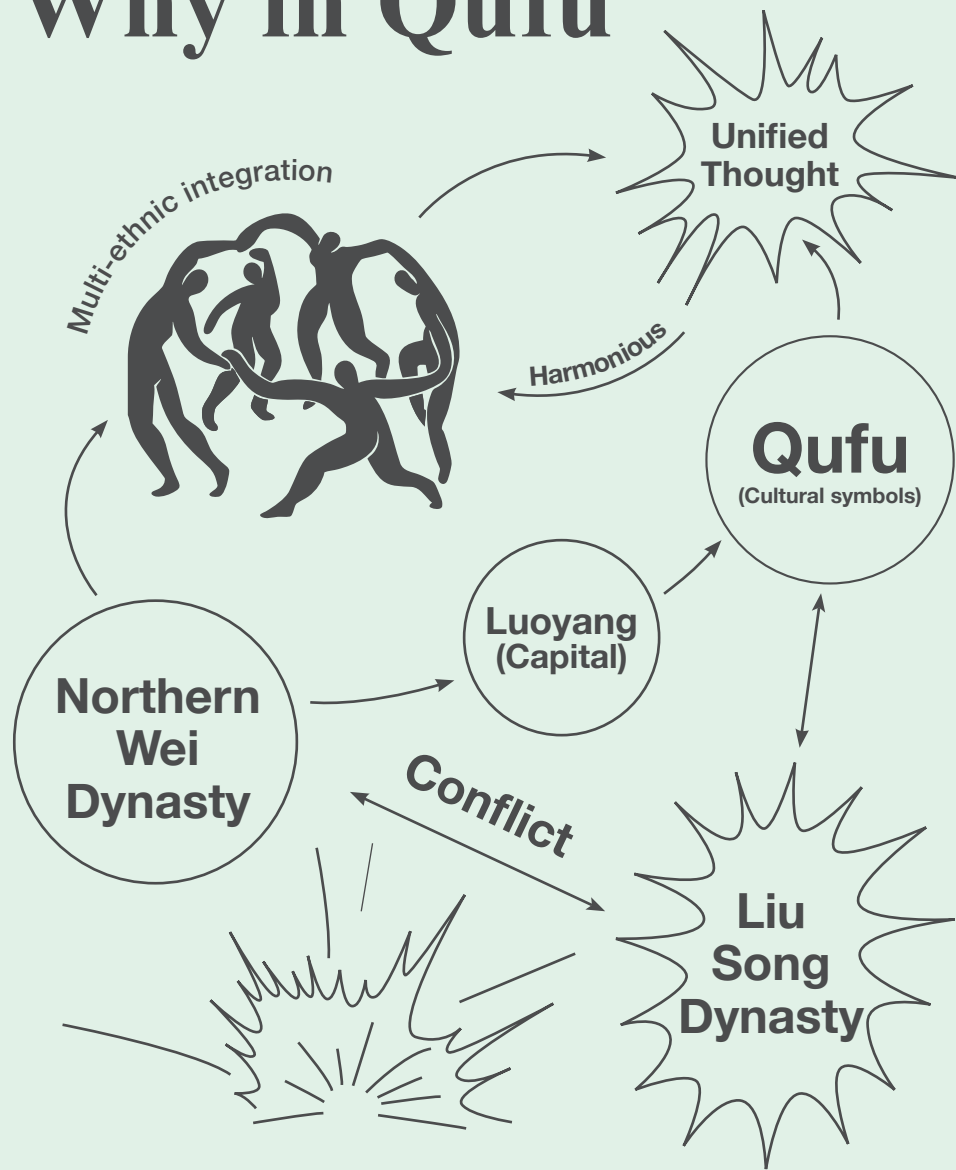 Why in Qufu
Unified
Thought
Multi-ethnic integration
Harmonious
Qufu
(Cultural symbols)
Luoyang
(Capital)
Northern
Wei
Dynasty
Conflict
Liu
Song
Dynasty